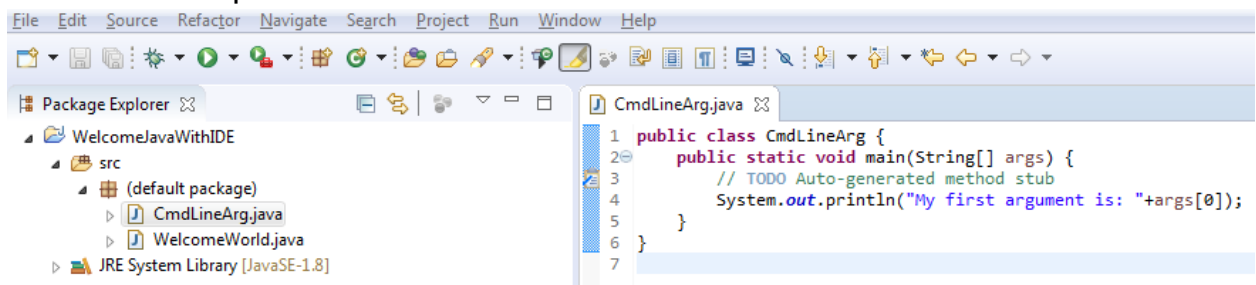 File Edit Source Refactor Navigate Search Project Run Window Help
Package Explorer
WelcomeJavaWithIDE
src
(default package)
CmdLineArg.java
WelcomeWorld.java
JRE System Library [JavaSE-1.8]
CmdLineArg.java
1 public class CmdLineArg {
2 public static void main(String[] args) {
3 // TODO Auto-generated method stub
4 System.out.println("My first argument is: "+args[0]);
5 }
6 }
7